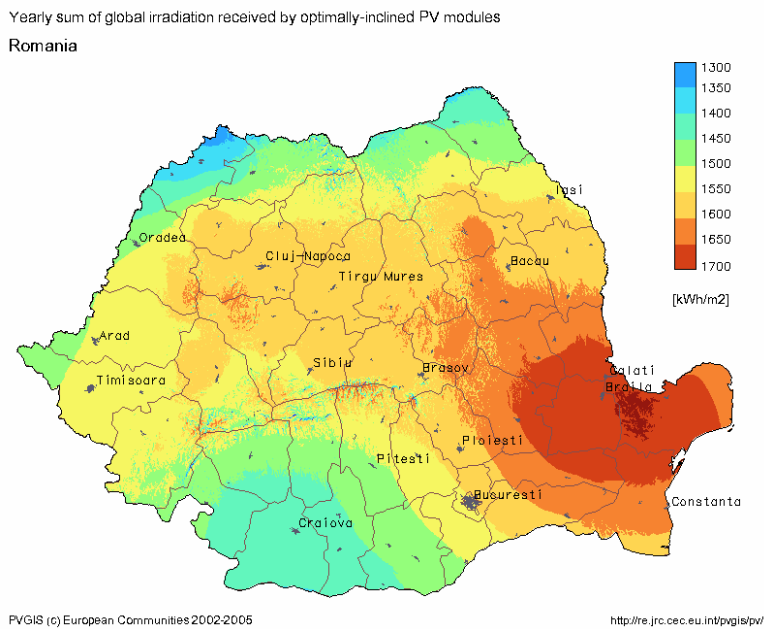 Yearly sum of global irradiation received by optimally-inclined PV modules
Romania
1300
1350
1400
1450
1500
1550
1600
1650
1700
[kWh/m2]
Iasi
Oradea
Cluj-Napoca
Bacau
Tirgu Mures
Arad
Sibiu
Brasov
Galati
Timisoara
Braila
Ploiesti
Pitesti
Bucuresti
Constanta
Craiova
PVGIS (c) European Communities 2002-2005
http://re.jrc.cec.eu.int/pvgis/pv/